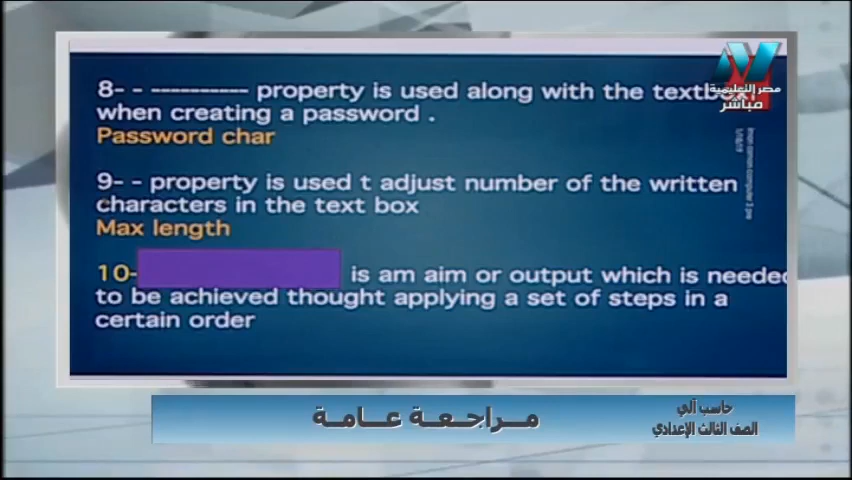 8- - ---------- property is used along with the textbox,
when creating a password .
Password char
9- - property is used t adjust number of the written
characters in the text box
Max length
10- is am aim or output which is needed
to be achieved thought applying a set of steps in a
certain order
مصر التعليمية
مباشر
مراجعة عامة
حاسب آلي
الصف الثالث الإعدادي